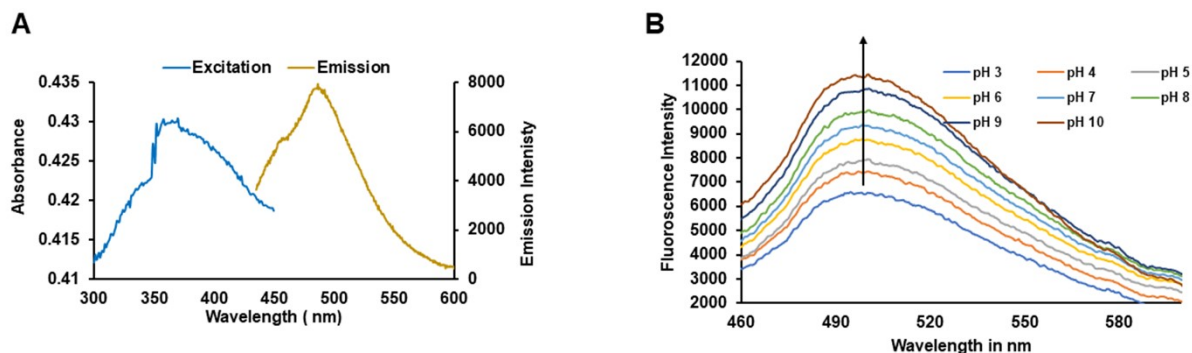 A
Excitation Emission
Absorbance
0.435
0.43
0.425
0.42
0.415
0.41
8000
6000
4000
2000
0
Emission Intenisty
300 350 400 450 500 550 600
Wavelength ( nm)
B
Fluoroscence Intensity
12000
11000
10000
9000
8000
7000
6000
5000
4000
3000
2000
pH 3 pH 4 pH 5
pH 6 pH 7 pH 8
pH 9 pH 10
460 490 520 550 580
Wavelength in nm